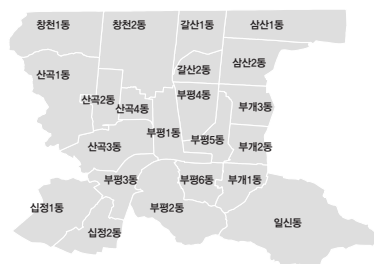 창천1동
창천2동
갈산1동
삼산1동
산곡1동
갈산2동
삼산2동
산곡2동
산곡4동
부평4동
부개3동
부평1동
부평5동
산곡3동
부개2동
부평3동
부평6동
부개1동
십정1동
부평2동
십정2동
일신동